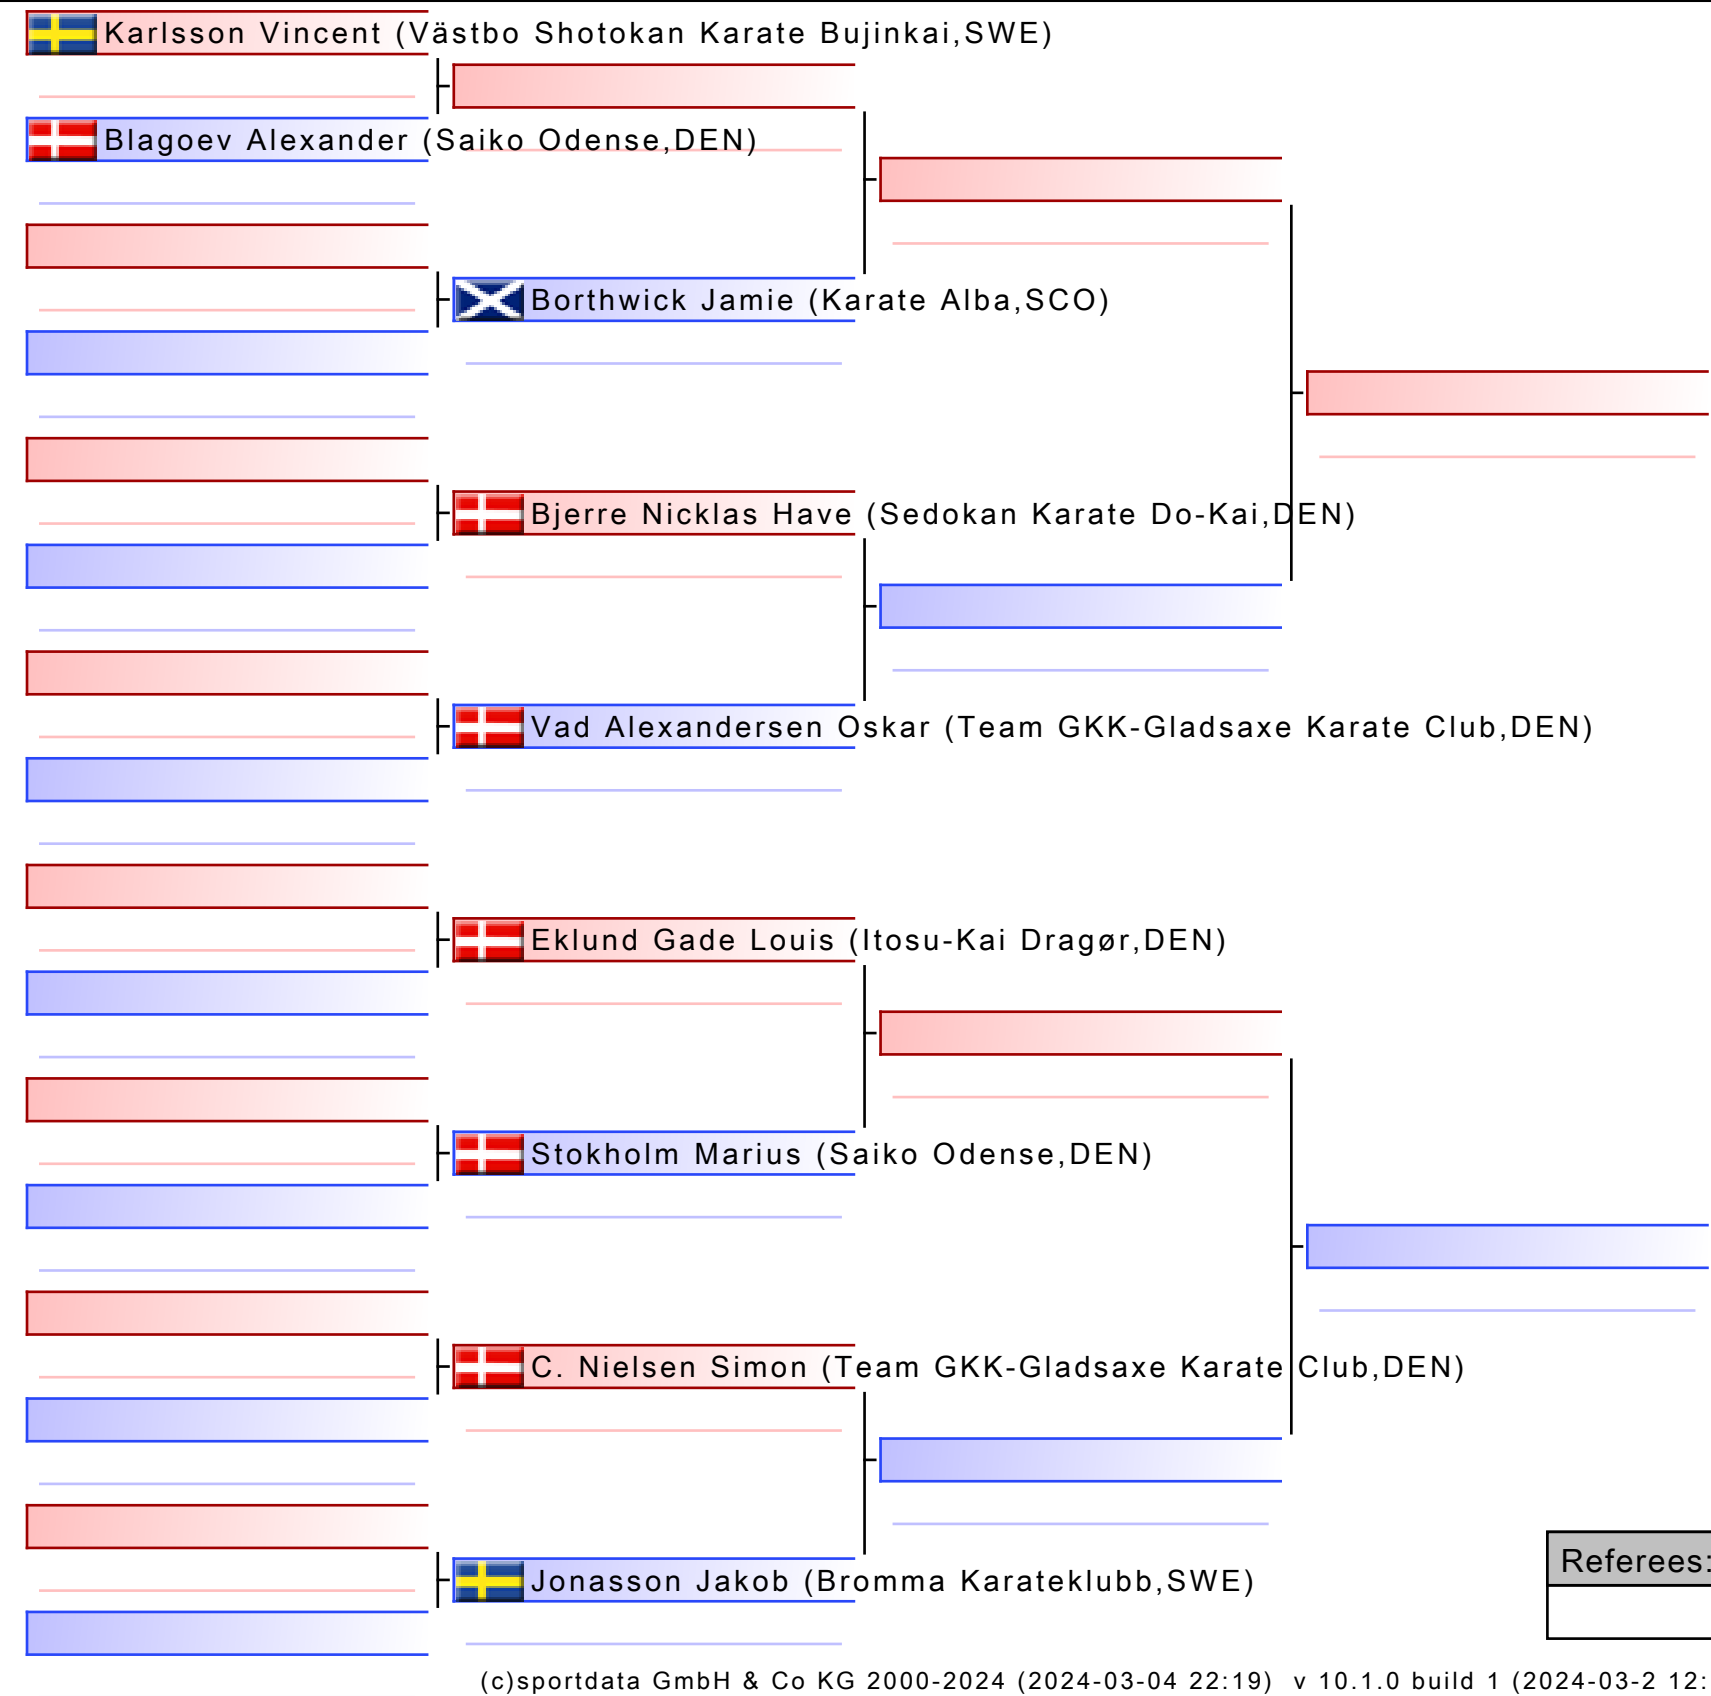 Karlsson Vincent (Västbo Shotokan Karate Bujinkai,SWE)
Blagoev Alexander (Saiko Odense,DEN)
Borthwick Jamie (Karate Alba,SCO)
Bjerre Nicklas Have (Sedokan Karate Do-Kai,DEN)
Vad Alexandersen Oskar (Team GKK-Gladsaxe Karate Club,DEN)
Eklund Gade Louis (Itosu-Kai Dragør,DEN)
Stokholm Marius (Saiko Odense,DEN)
C. Nielsen Simon (Team GKK-Gladsaxe Karate Club,DEN)
Jonasson Jakob (Bromma Karateklubb,SWE)
Referees:
(c)sportdata GmbH & Co KG 2000-2024 (2024-03-04 22:19) v 10.1.0 build 1 (2024-03-2 12: